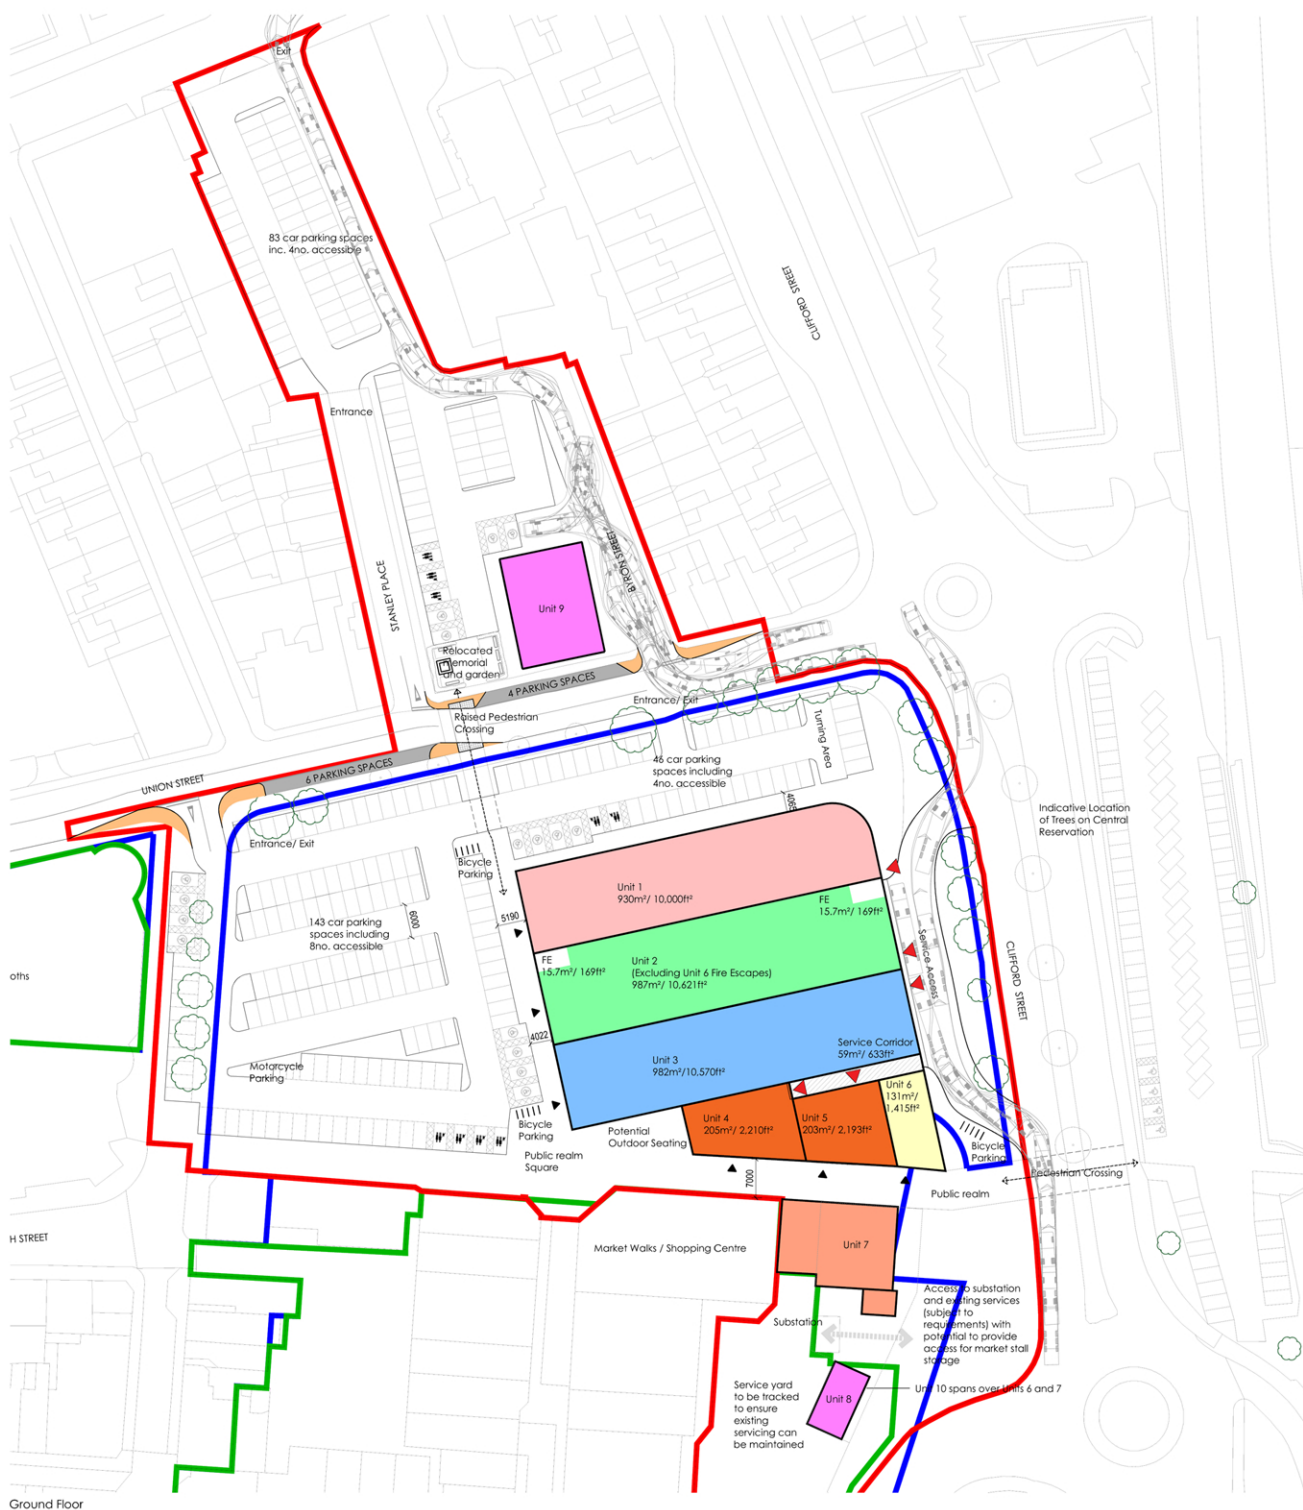 Exit
83 car parking spaces
inc. 4no. accessible
CLIFFORD STREET
Entrance
STANLEY PLACE
BYRON STREET
Unit 9
Relocated
memorial
and garden
4 PARKING SPACES
Entrance/ Exit
Raised Pedestrian
Crossing
Turning Area
46 car parking
spaces including
4no. accessible
6 PARKING SPACES
UNION STREET
4065
Indicative Location
of Trees on Central
Reservation
Entrance/ Exit
Bicycle
Parking
Unit 1
930m²/ 10,000ft²
FE
15.7m²/ 169ft²
5190
6000
143 car parking
spaces including
8no. accessible
Service Access
CLIFFORD STREET
FE
15.7m²/ 169ft²
Unit 2
(Excluding Unit 6 Fire Escapes)
987m²/ 10,621ft²
oths
4022
Service Corridor
59m²/ 633ft²
Unit 3
982m²/10,570ft²
Motorcycle
Parking
Unit 6
131m²/
1,415ft²
Unit 4
205m²/ 2,210ft²
Unit 5
203m²/ 2,193ft²
Bicycle
Parking
Potential
Outdoor Seating
Public realm
Square
Bicycle
Parking
7000
Pedestrian Crossing
Public realm
H STREET
Market Walks / Shopping Centre
Unit 7
Access to substation
and existing services
(subject to
requirements) with
potential to provide
access for market stall
storage
Substation
Unit 10 spans over Units 6 and 7
Unit 8
Service yard
to be tracked
to ensure
existing
servicing can
be maintained
Ground Floor